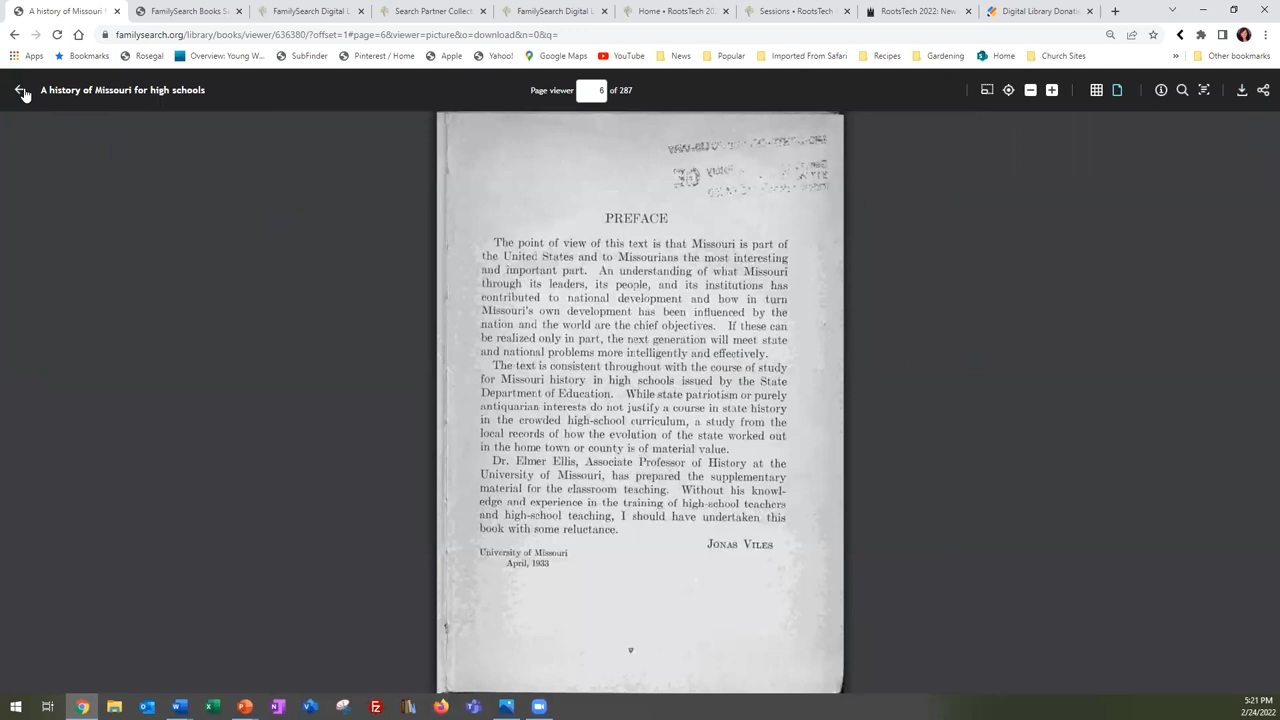 A history of Missouri f
FamilySearch Books S
FamilySearch Digital L
Search Partner Collect
FamilySearch Digital L
Home • RootsTech 20
Sessions • RootsTech
RootsTech 2022: New
Digital Library Donati
familysearch.org/library/books/viewer/636380/?offset=1#page=6&viewer=picture&o=download&n=0&q=
Apps Bookmarks Rosegal Overview: Young W... SubFinder Pinterest / Home Apple Yahoo! Google Maps YouTube News Popular Imported From Safari Recipes Gardening Home Church Sites » Other bookmarks
A history of Missouri for high schools
Page viewer 6 of 287
PREFACE
The point of view of this text is that Missouri is part of
the United States and to Missourians the most interesting
and important part. An understanding of what Missouri
through its leaders, its people, and its institutions has
contributed to national development and how in turn
Missouri's own development has been influenced by the
nation and the world are the chief objectives. If these can
be realized only in part, the next generation will meet state
and national problems more intelligently and effectively.
The text is consistent throughout with the course of study
for Missouri history in high schools issued by the State
Department of Education. While state patriotism or purely
antiquarian interests do not justify a course in state history
in the crowded high-school curriculum, a study from the
local records of how the evolution of the state worked out
in the home town or county is of material value.
Dr. Elmer Ellis, Associate Professor of History at the
University of Missouri, has prepared the supplementary
material for the classroom teaching. Without his knowl-
edge and experience in the training of high-school teachers
and high-school teaching, I should have undertaken this
book with some reluctance.
JONAS VILES
University of Missouri
April, 1933
v
5:21 PM
2/24/2022